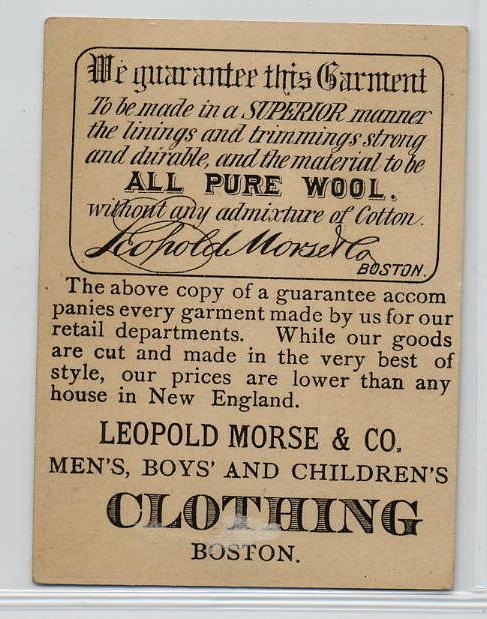 We guarantee this Garment
To be made in a SUPERIOR manner
the linings and trimmings strong
and durable, and the material to be
ALL PURE WOOL,
without any admixture of Cotton.
Leopold Morse & Co
BOSTON.
The above copy of a guarantee accom
panies every garment made by us for our
retail departments. While our goods
are cut and made in the very best of
style, our prices are lower than any
house in New England.
LEOPOLD MORSE & CO.
MEN'S, BOYS' AND CHILDREN'S
CLOTHING
BOSTON.